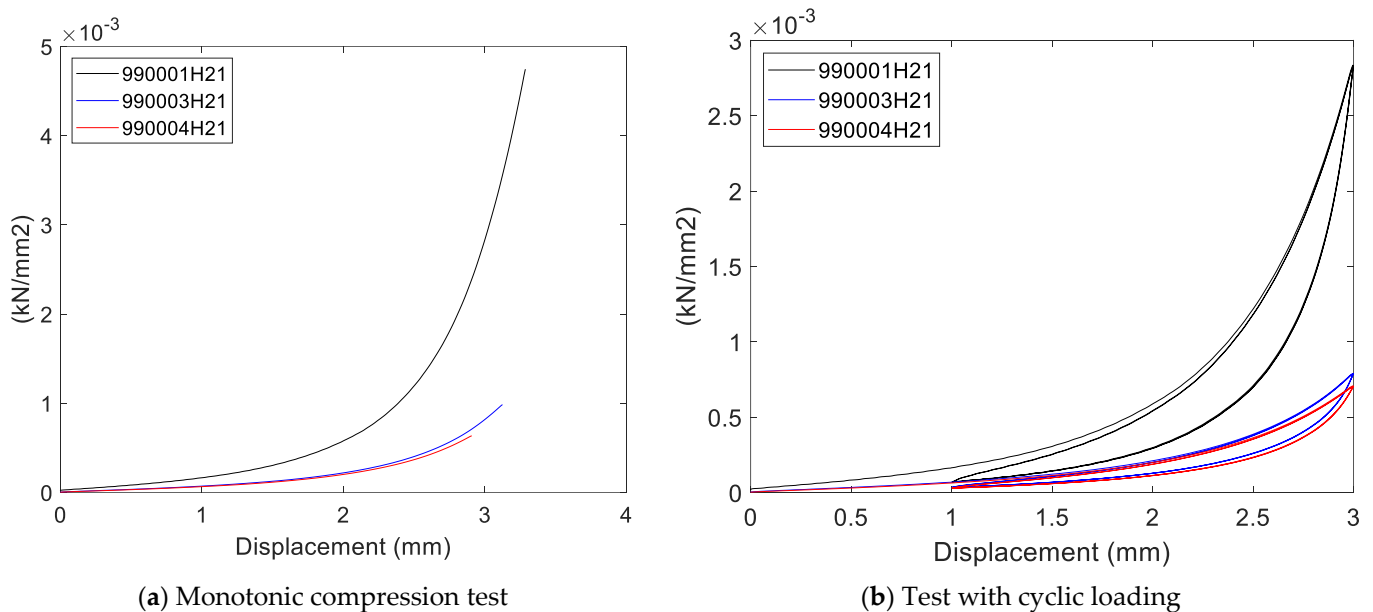 5 ×10⁻³
990001H21
990003H21
990004H21
4
3
2
1
0
(kN/mm2)
0 1 2 3 4
Displacement (mm)
(a) Monotonic compression test
3 ×10⁻³
990001H21
990003H21
990004H21
2.5
2
1.5
1
0.5
0
(kN/mm2)
0 0.5 1 1.5 2 2.5 3
Displacement (mm)
(b) Test with cyclic loading